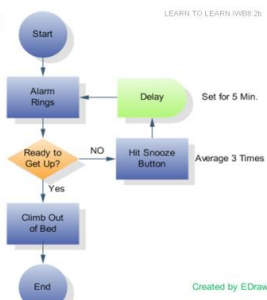 LEARN TO LEARN IWB8.2b
Start
Alarm
Rings
Delay
Set for 5 Min.
Ready to
Get Up?
NO
Hit Snooze
Button
Average 3 Times
Yes
Climb Out
of Bed
End
Created by EDraw